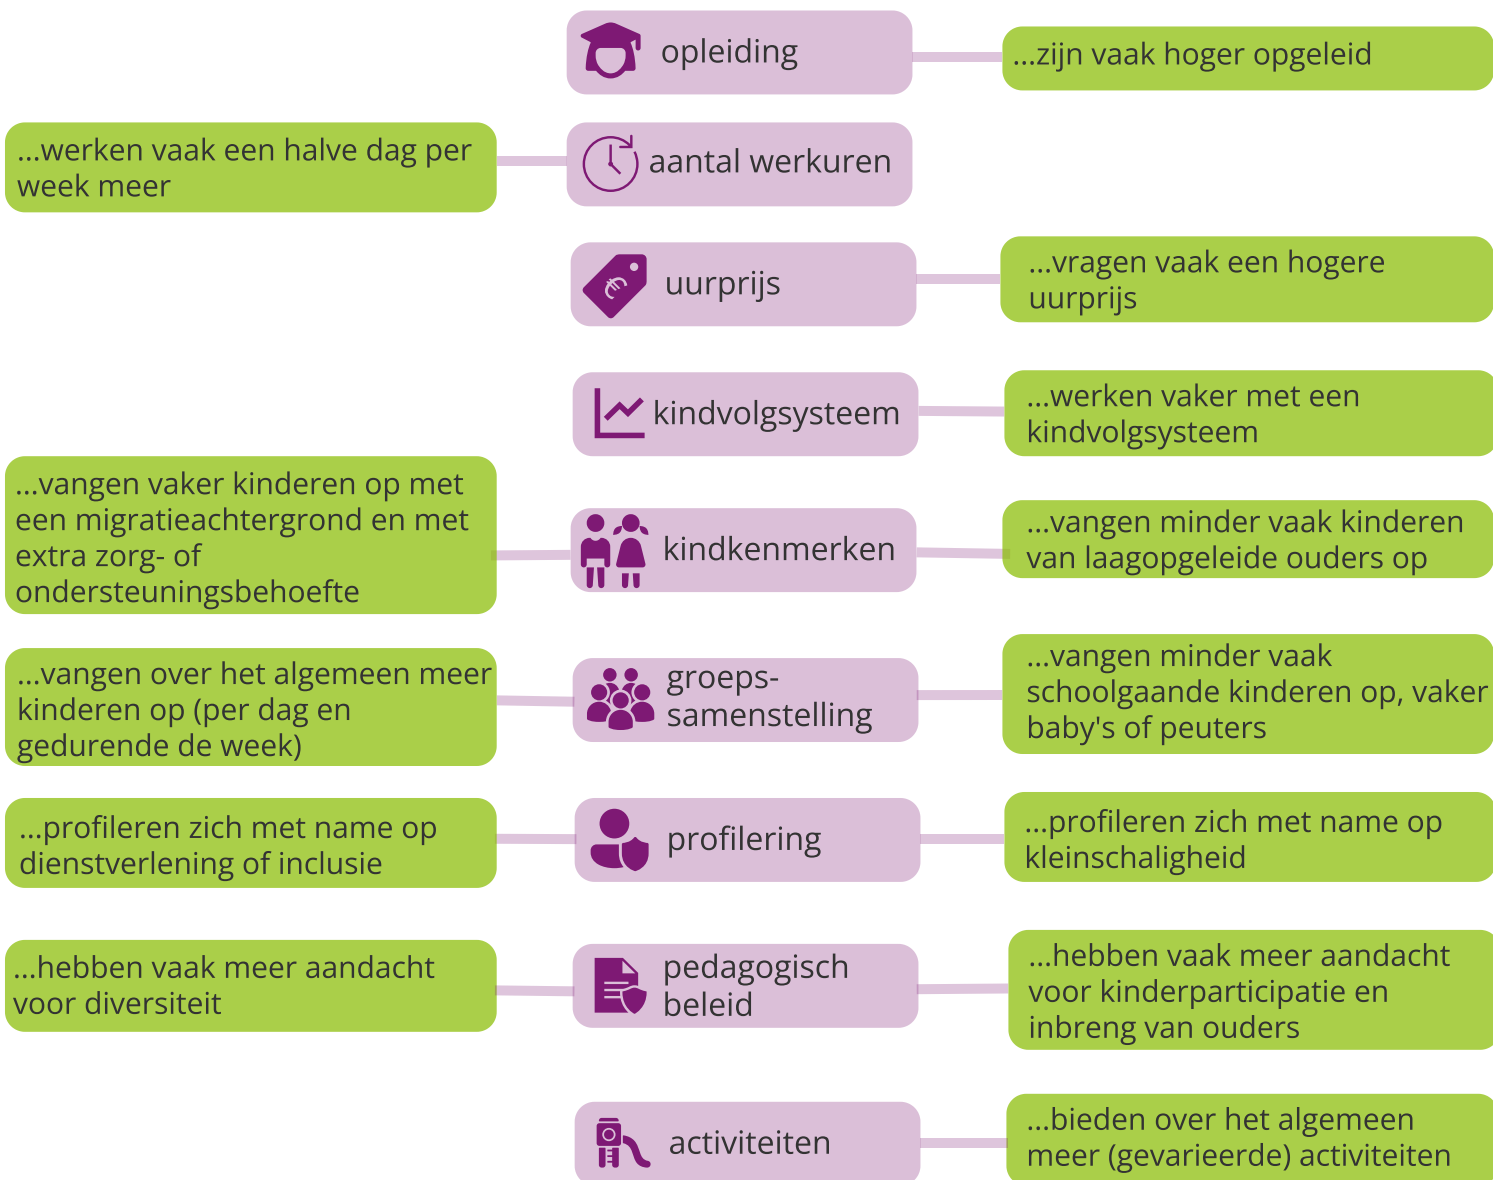 opleiding
...zijn vaak hoger opgeleid
...werken vaak een halve dag per
week meer
aantal werkuren
uurprijs
...vragen vaak een hogere
uurprijs
kindvolgsysteem
...werken vaker met een
kindvolgsysteem
...vangen vaker kinderen op met
een migratieachtergrond en met
extra zorg- of
ondersteuningsbehoefte
kindkenmerken
...vangen minder vaak kinderen
van laagopgeleide ouders op
...vangen over het algemeen meer
kinderen op (per dag en
gedurende de week)
groeps-
samenstelling
...vangen minder vaak
schoolgaande kinderen op, vaker
baby's of peuters
...profileren zich met name op
dienstverlening of inclusie
profilering
...profileren zich met name op
kleinschaligheid
...hebben vaak meer aandacht
voor diversiteit
pedagogisch
beleid
...hebben vaak meer aandacht
voor kinderparticipatie en
inbreng van ouders
activiteiten
...bieden over het algemeen
meer (gevarieerde) activiteiten